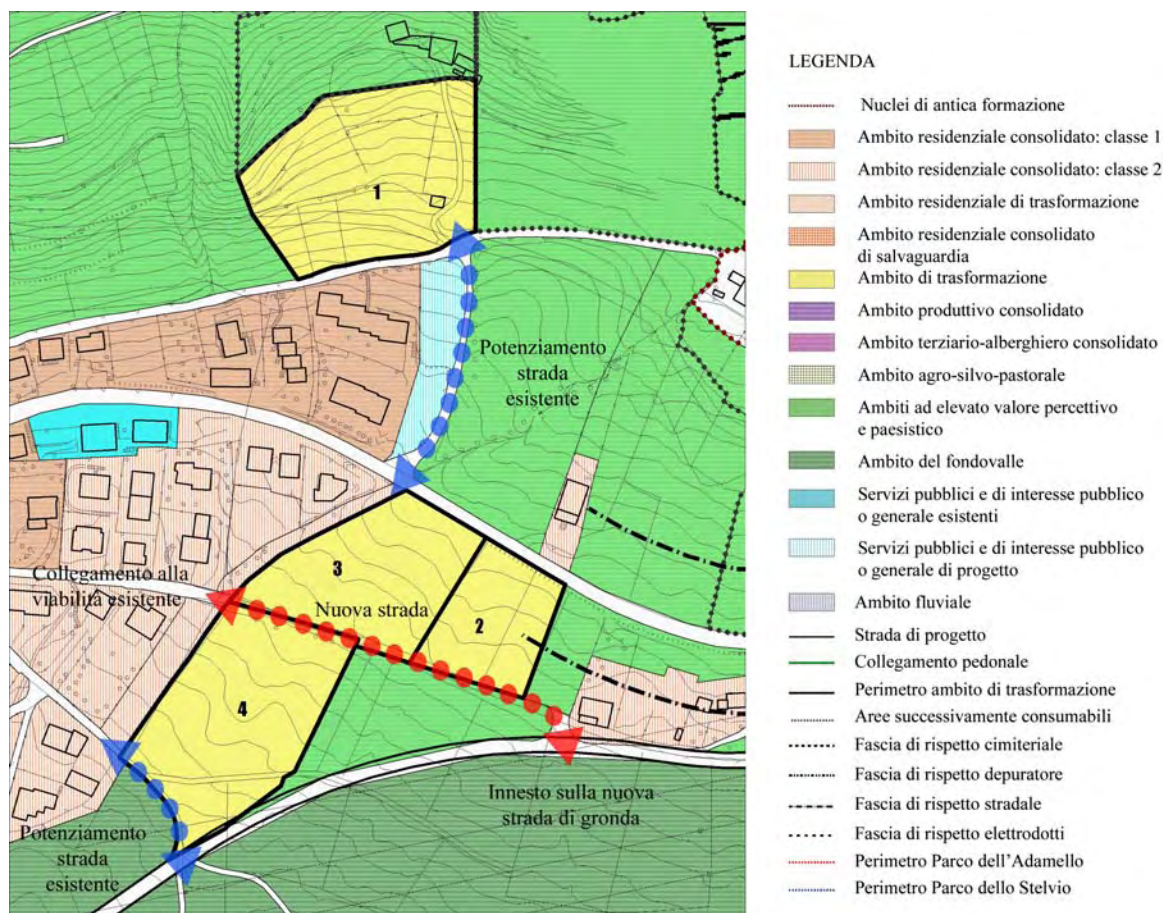 1
Potenziamento
strada
esistente
Collegamento alla
viabilità esistente
3
Nuova strada
2
4
Innesto sulla nuova
strada di gronda
Potenziamento
strada
esistente
LEGENDA
Nuclei di antica formazione
Ambito residenziale consolidato: classe 1
Ambito residenziale consolidato: classe 2
Ambito residenziale di trasformazione
Ambito residenziale consolidato
di salvaguardia
Ambito di trasformazione
Ambito produttivo consolidato
Ambito terziario-alberghiero consolidato
Ambito agro-silvo-pastorale
Ambiti ad elevato valore percettivo
e paesistico
Ambito del fondovalle
Servizi pubblici e di interesse pubblico
o generale esistenti
Servizi pubblici e di interesse pubblico
o generale di progetto
Ambito fluviale
Strada di progetto
Collegamento pedonale
Perimetro ambito di trasformazione
Aree successivamente consumabili
Fascia di rispetto cimiteriale
Fascia di rispetto depuratore
Fascia di rispetto stradale
Fascia di rispetto elettrodotti
Perimetro Parco dell'Adamello
Perimetro Parco dello Stelvio